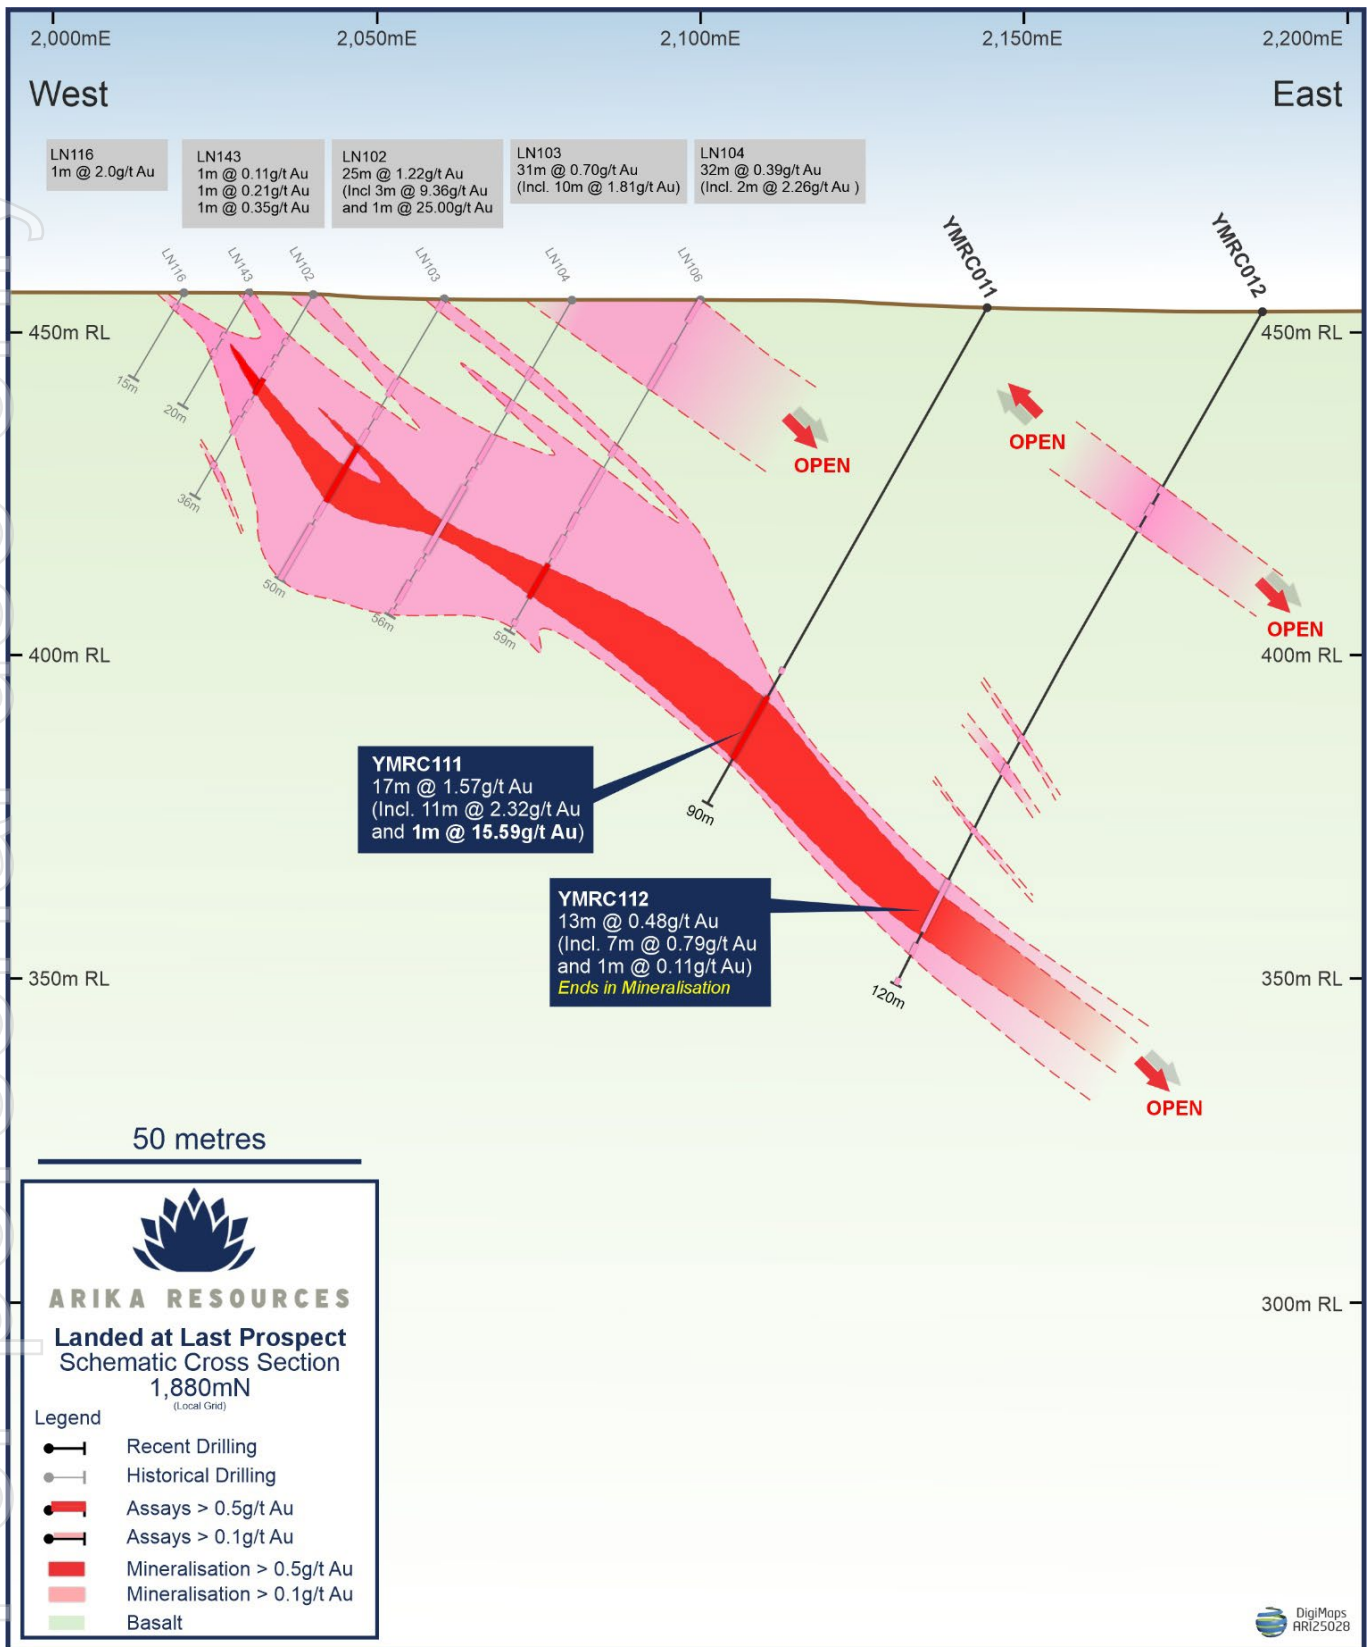 2,000mE 2,050mE 2,100mE 2,150mE 2,200mE
West East
LN116
1m @ 2.0g/t Au
LN143
1m @ 0.11g/t Au
1m @ 0.21g/t Au
1m @ 0.35g/t Au
LN102
25m @ 1.22g/t Au
(Incl 3m @ 9.36g/t Au
and 1m @ 25.00g/t Au
LN103
31m @ 0.70g/t Au
(Incl. 10m @ 1.81g/t Au)
LN104
32m @ 0.39g/t Au
(Incl. 2m @ 2.26g/t Au )
LN116
LN143
LN102
LN103
LN104
LN106
YMRC011
YMRC012
450m RL 450m RL
15m
20m
36m
50m
56m
59m
OPEN
OPEN
OPEN
400m RL 400m RL
YMRC111
17m @ 1.57g/t Au
(Incl. 11m @ 2.32g/t Au
and 1m @ 15.59g/t Au)
90m
YMRC112
13m @ 0.48g/t Au
(Incl. 7m @ 0.79g/t Au
and 1m @ 0.11g/t Au)
Ends in Mineralisation
120m
350m RL 350m RL
OPEN
50 metres
300m RL
ARIKA RESOURCES
Landed at Last Prospect
Schematic Cross Section
1,880mN
(Local Grid)
Legend
Recent Drilling
Historical Drilling
Assays > 0.5g/t Au
Assays > 0.1g/t Au
Mineralisation > 0.5g/t Au
Mineralisation > 0.1g/t Au
Basalt
DigiMaps
ARI25028